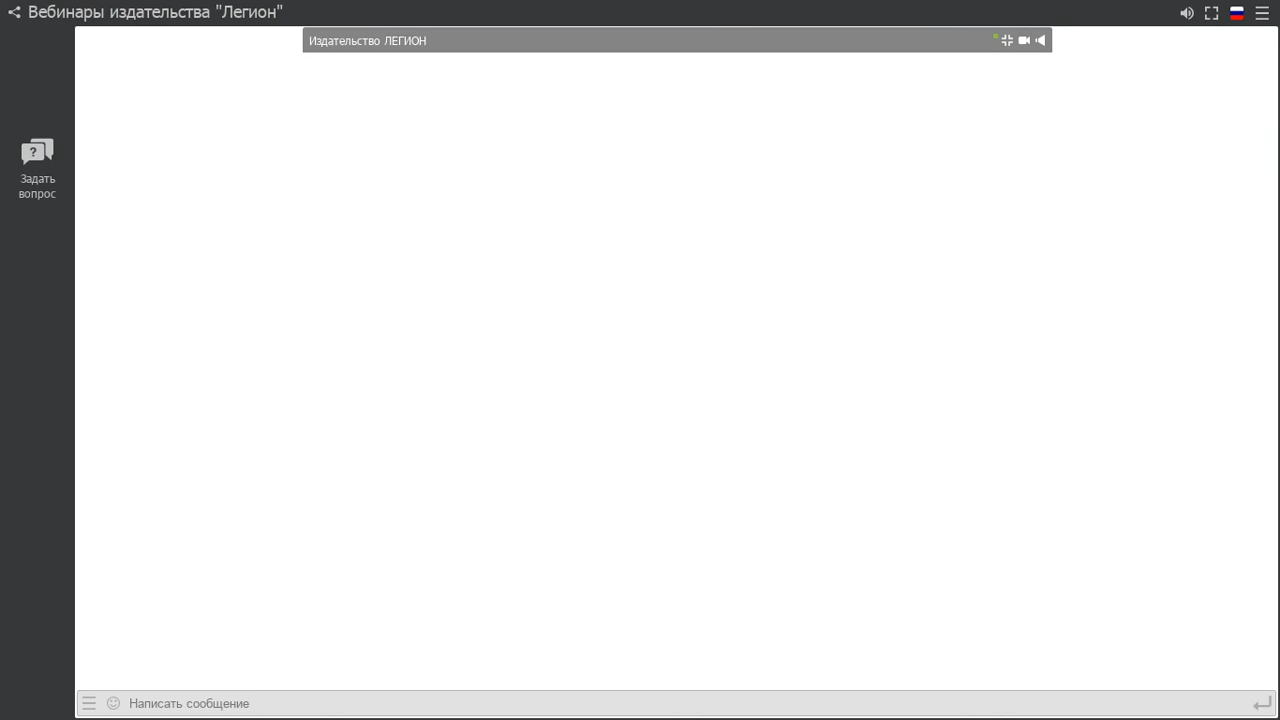 Вебинары издательства "Легион"
Издательство ЛЕГИОН
Задать
вопрос
Написать сообщение